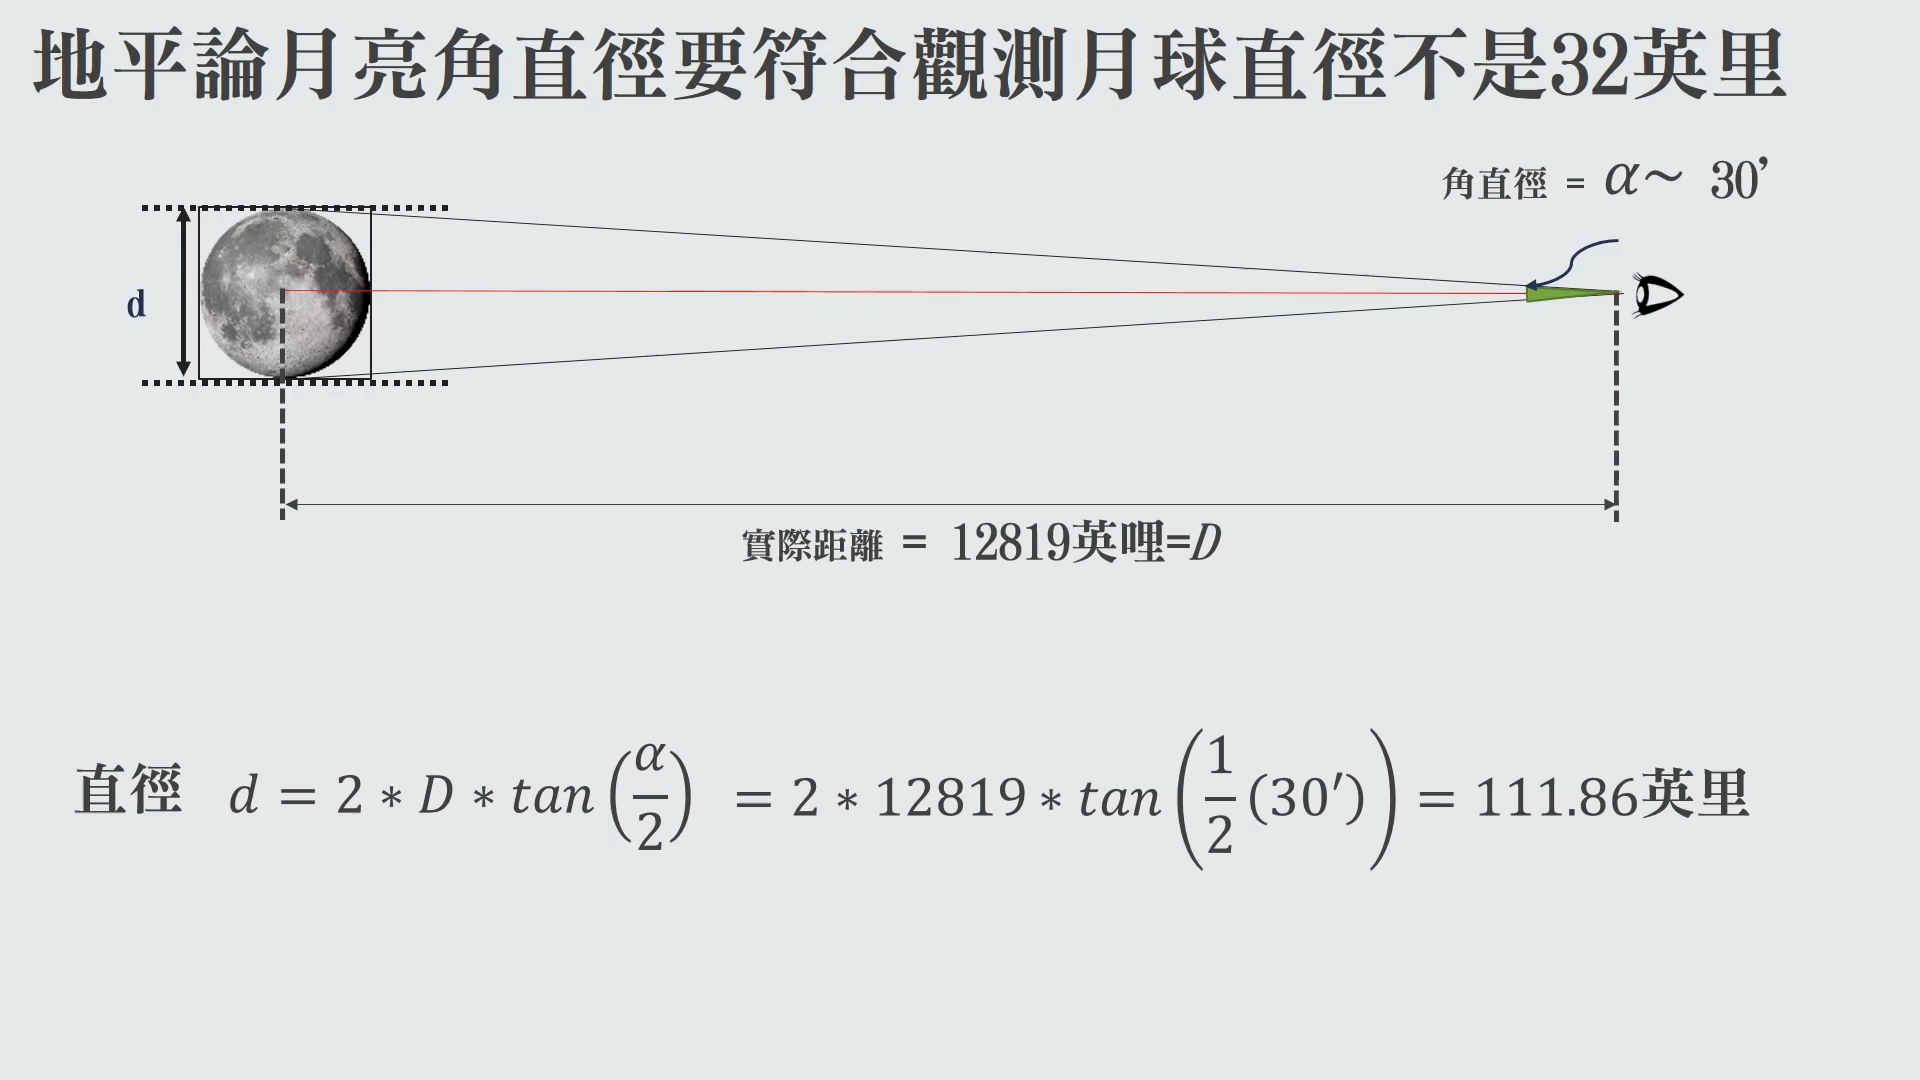 地平論月亮角直徑要符合觀測月球直徑不是32英里
角直徑 = α～ 30’
d
實際距離 = 12819英哩=D
直徑 d = 2 * D * tan(α/2) = 2 * 12819 * tan(1/2 (30′)) = 111.86英里